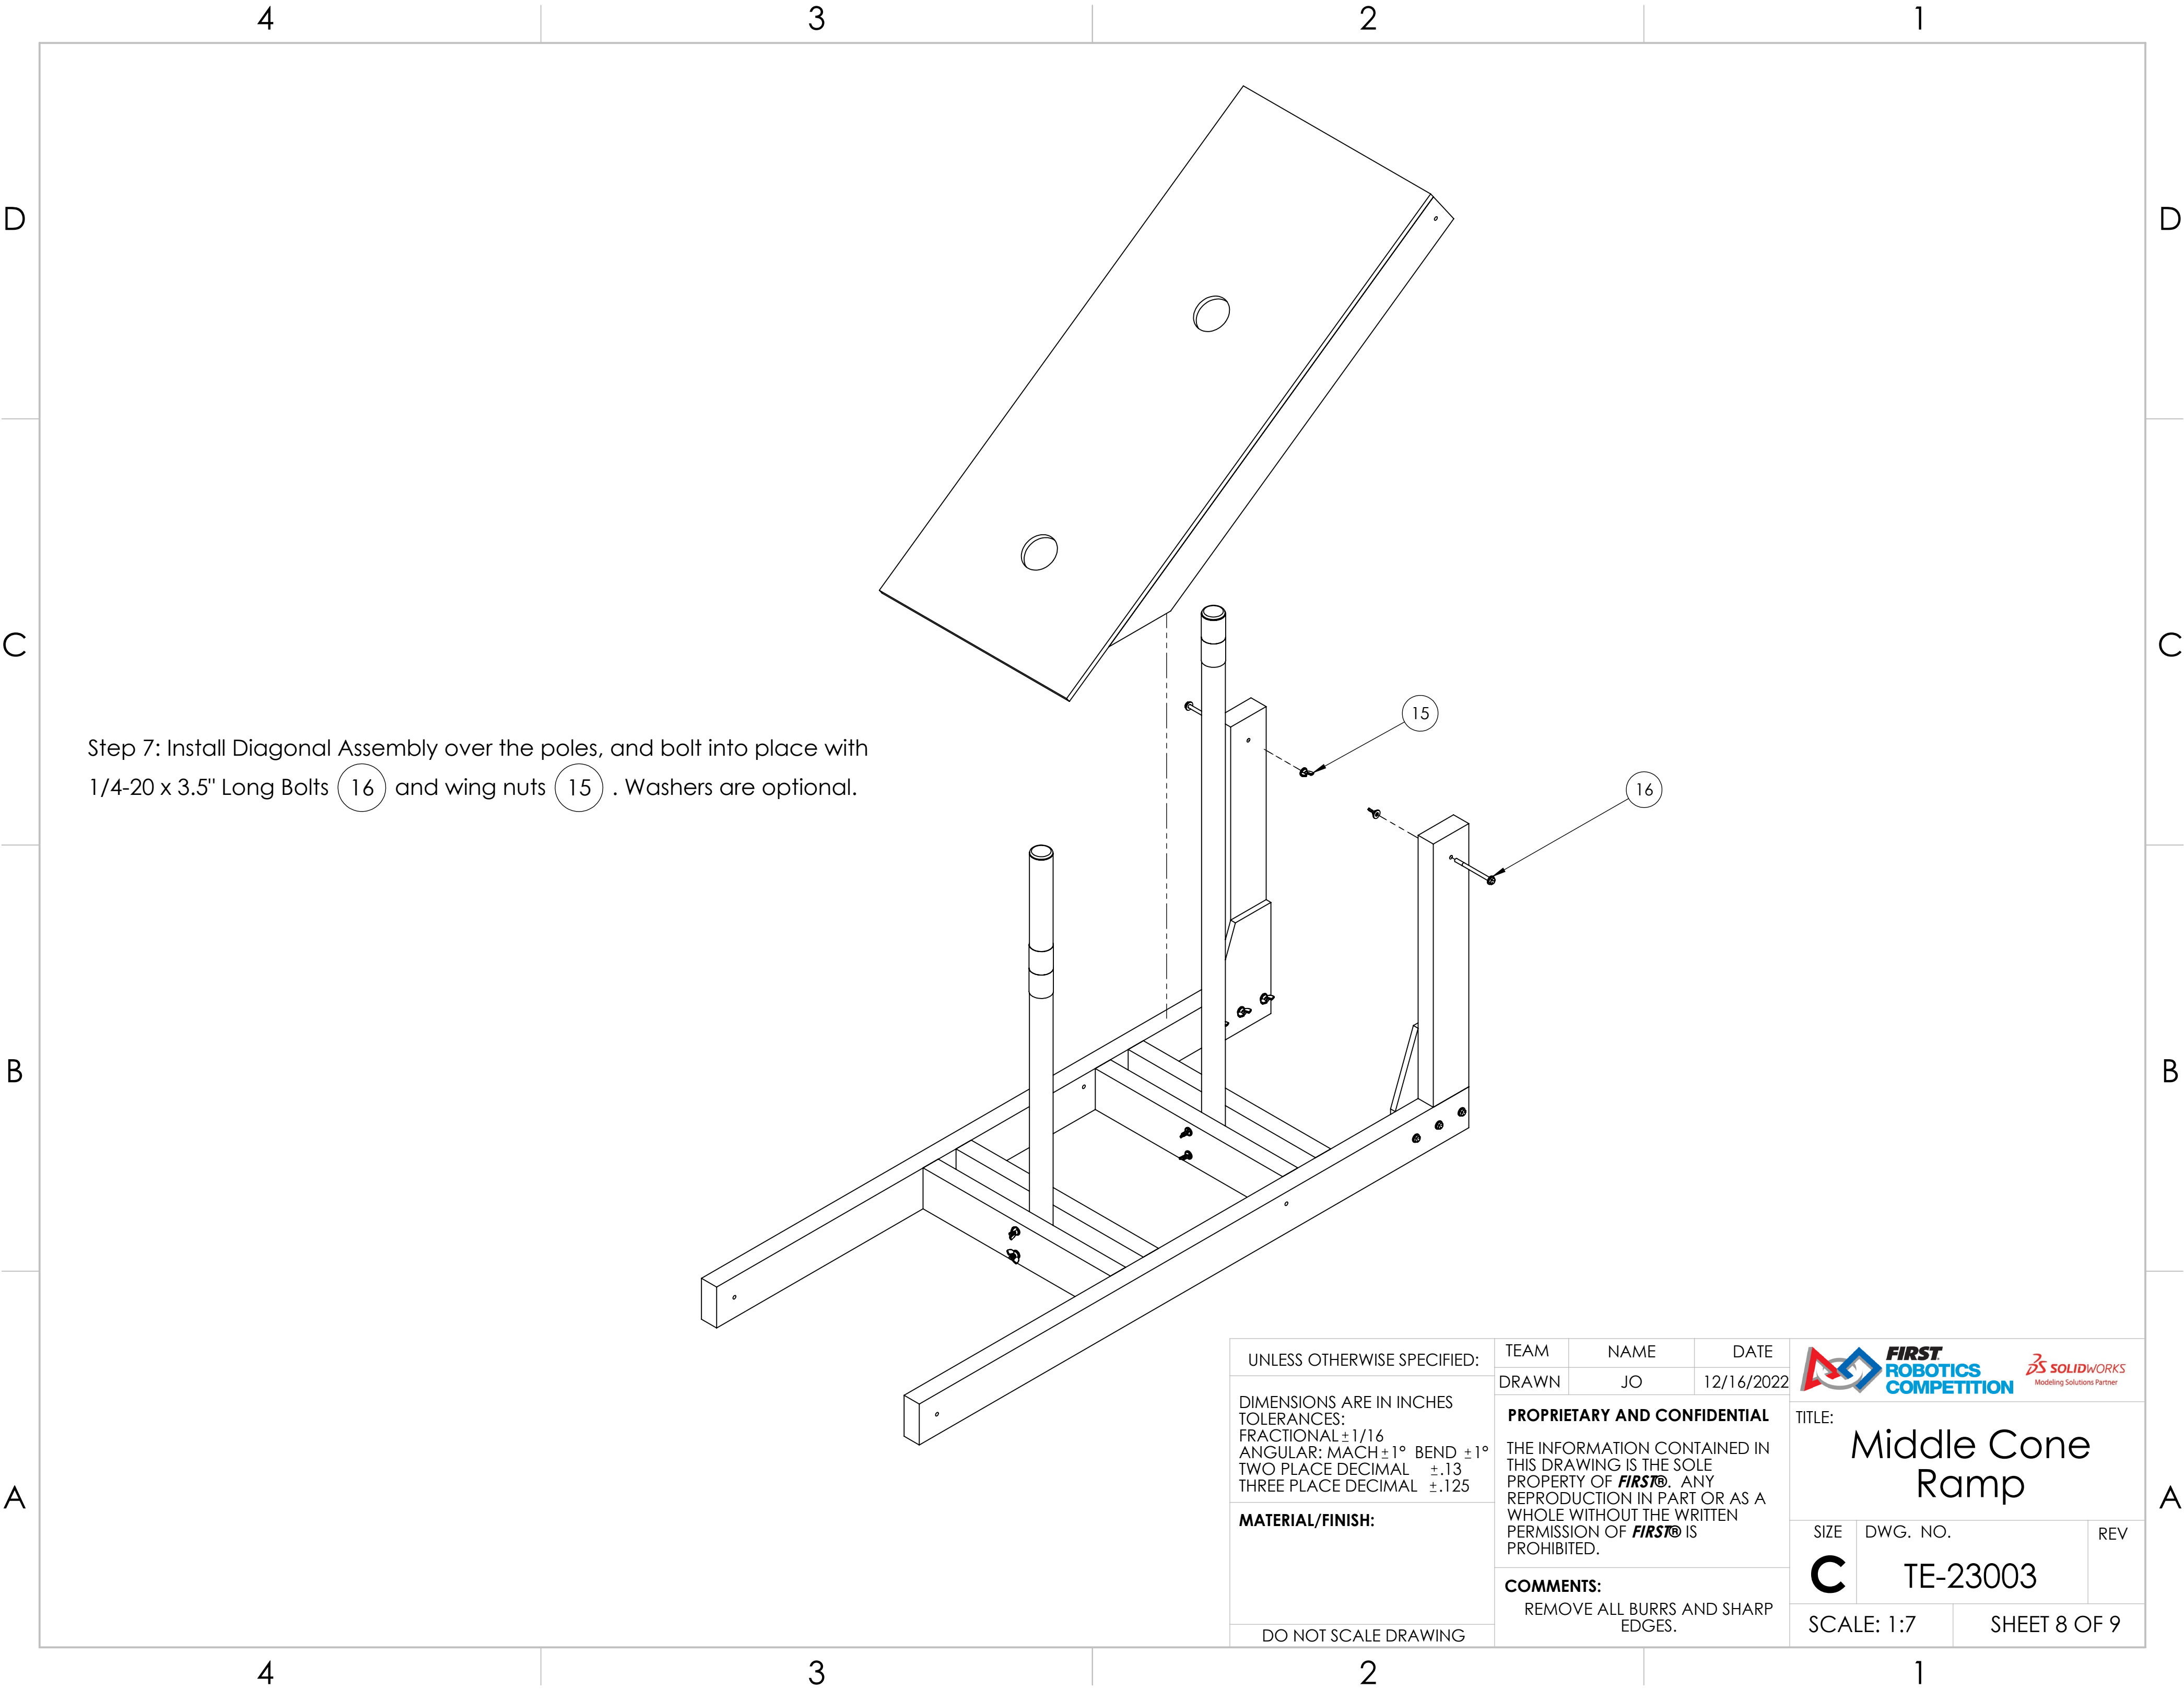 4 3 2 1
D D
C C
B B
A A
15
16
Step 7: Install Diagonal Assembly over the poles, and bolt into place with
1/4-20 x 3.5" Long Bolts 16 and wing nuts 15 . Washers are optional.
UNLESS OTHERWISE SPECIFIED:
DIMENSIONS ARE IN INCHES
TOLERANCES:
FRACTIONAL ±1/16
ANGULAR: MACH ±1° BEND ±1°
TWO PLACE DECIMAL ±.13
THREE PLACE DECIMAL ±.125
MATERIAL/FINISH:
DO NOT SCALE DRAWING
TEAM NAME DATE
DRAWN JO 12/16/2022
PROPRIETARY AND CONFIDENTIAL
THE INFORMATION CONTAINED IN
THIS DRAWING IS THE SOLE
PROPERTY OF FIRST®. ANY
REPRODUCTION IN PART OR AS A
WHOLE WITHOUT THE WRITTEN
PERMISSION OF FIRST® IS
PROHIBITED.
COMMENTS:
REMOVE ALL BURRS AND SHARP
EDGES.
FIRST
ROBOTICS
COMPETITION
SOLIDWORKS
Modeling Solutions Partner
TITLE:
Middle Cone
Ramp
SIZE DWG. NO. REV
C TE-23003
SCALE: 1:7 SHEET 8 OF 9
4 3 2 1